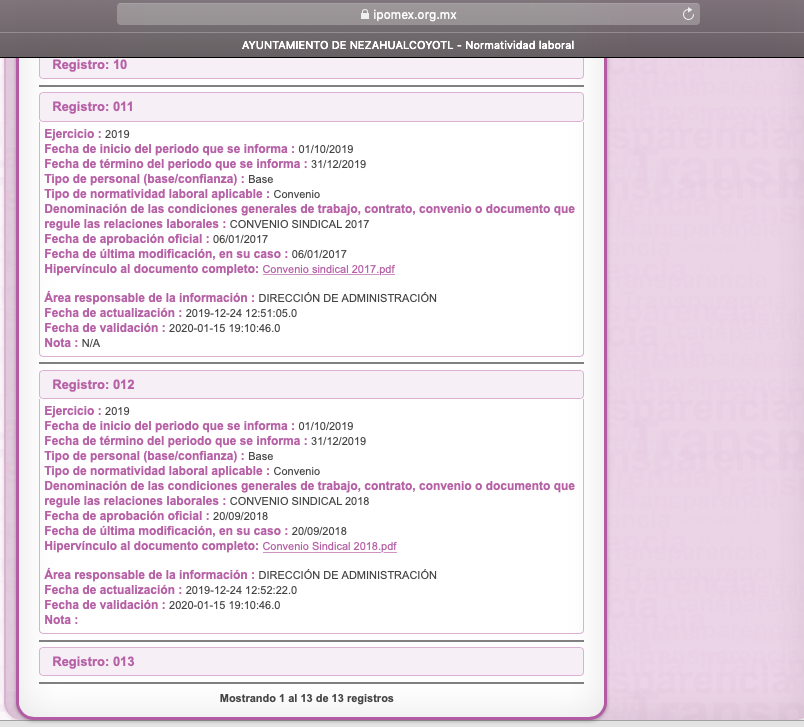 ipomex.org.mx
AYUNTAMIENTO DE NEZAHUALCOYOTL - Normatividad laboral
Registro: 10
Registro: 011
Ejercicio : 2019
Fecha de inicio del periodo que se informa : 01/10/2019
Fecha de término del periodo que se informa : 31/12/2019
Tipo de personal (base/confianza) : Base
Tipo de normatividad laboral aplicable : Convenio
Denominación de las condiciones generales de trabajo, contrato, convenio o documento que
regule las relaciones laborales : CONVENIO SINDICAL 2017
Fecha de aprobación oficial : 06/01/2017
Fecha de última modificación, en su caso : 06/01/2017
Hipervínculo al documento completo: Convenio sindical 2017.pdf
Área responsable de la información : DIRECCIÓN DE ADMINISTRACIÓN
Fecha de actualización : 2019-12-24 12:51:05.0
Fecha de validación : 2020-01-15 19:10:46.0
Nota : N/A
Registro: 012
Ejercicio : 2019
Fecha de inicio del periodo que se informa : 01/10/2019
Fecha de término del periodo que se informa : 31/12/2019
Tipo de personal (base/confianza) : Base
Tipo de normatividad laboral aplicable : Convenio
Denominación de las condiciones generales de trabajo, contrato, convenio o documento que
regule las relaciones laborales : CONVENIO SINDICAL 2018
Fecha de aprobación oficial : 20/09/2018
Fecha de última modificación, en su caso : 20/09/2018
Hipervínculo al documento completo: Convenio Sindical 2018.pdf
Área responsable de la información : DIRECCIÓN DE ADMINISTRACIÓN
Fecha de actualización : 2019-12-24 12:52:22.0
Fecha de validación : 2020-01-15 19:10:46.0
Nota :
Registro: 013
Mostrando 1 al 13 de 13 registros